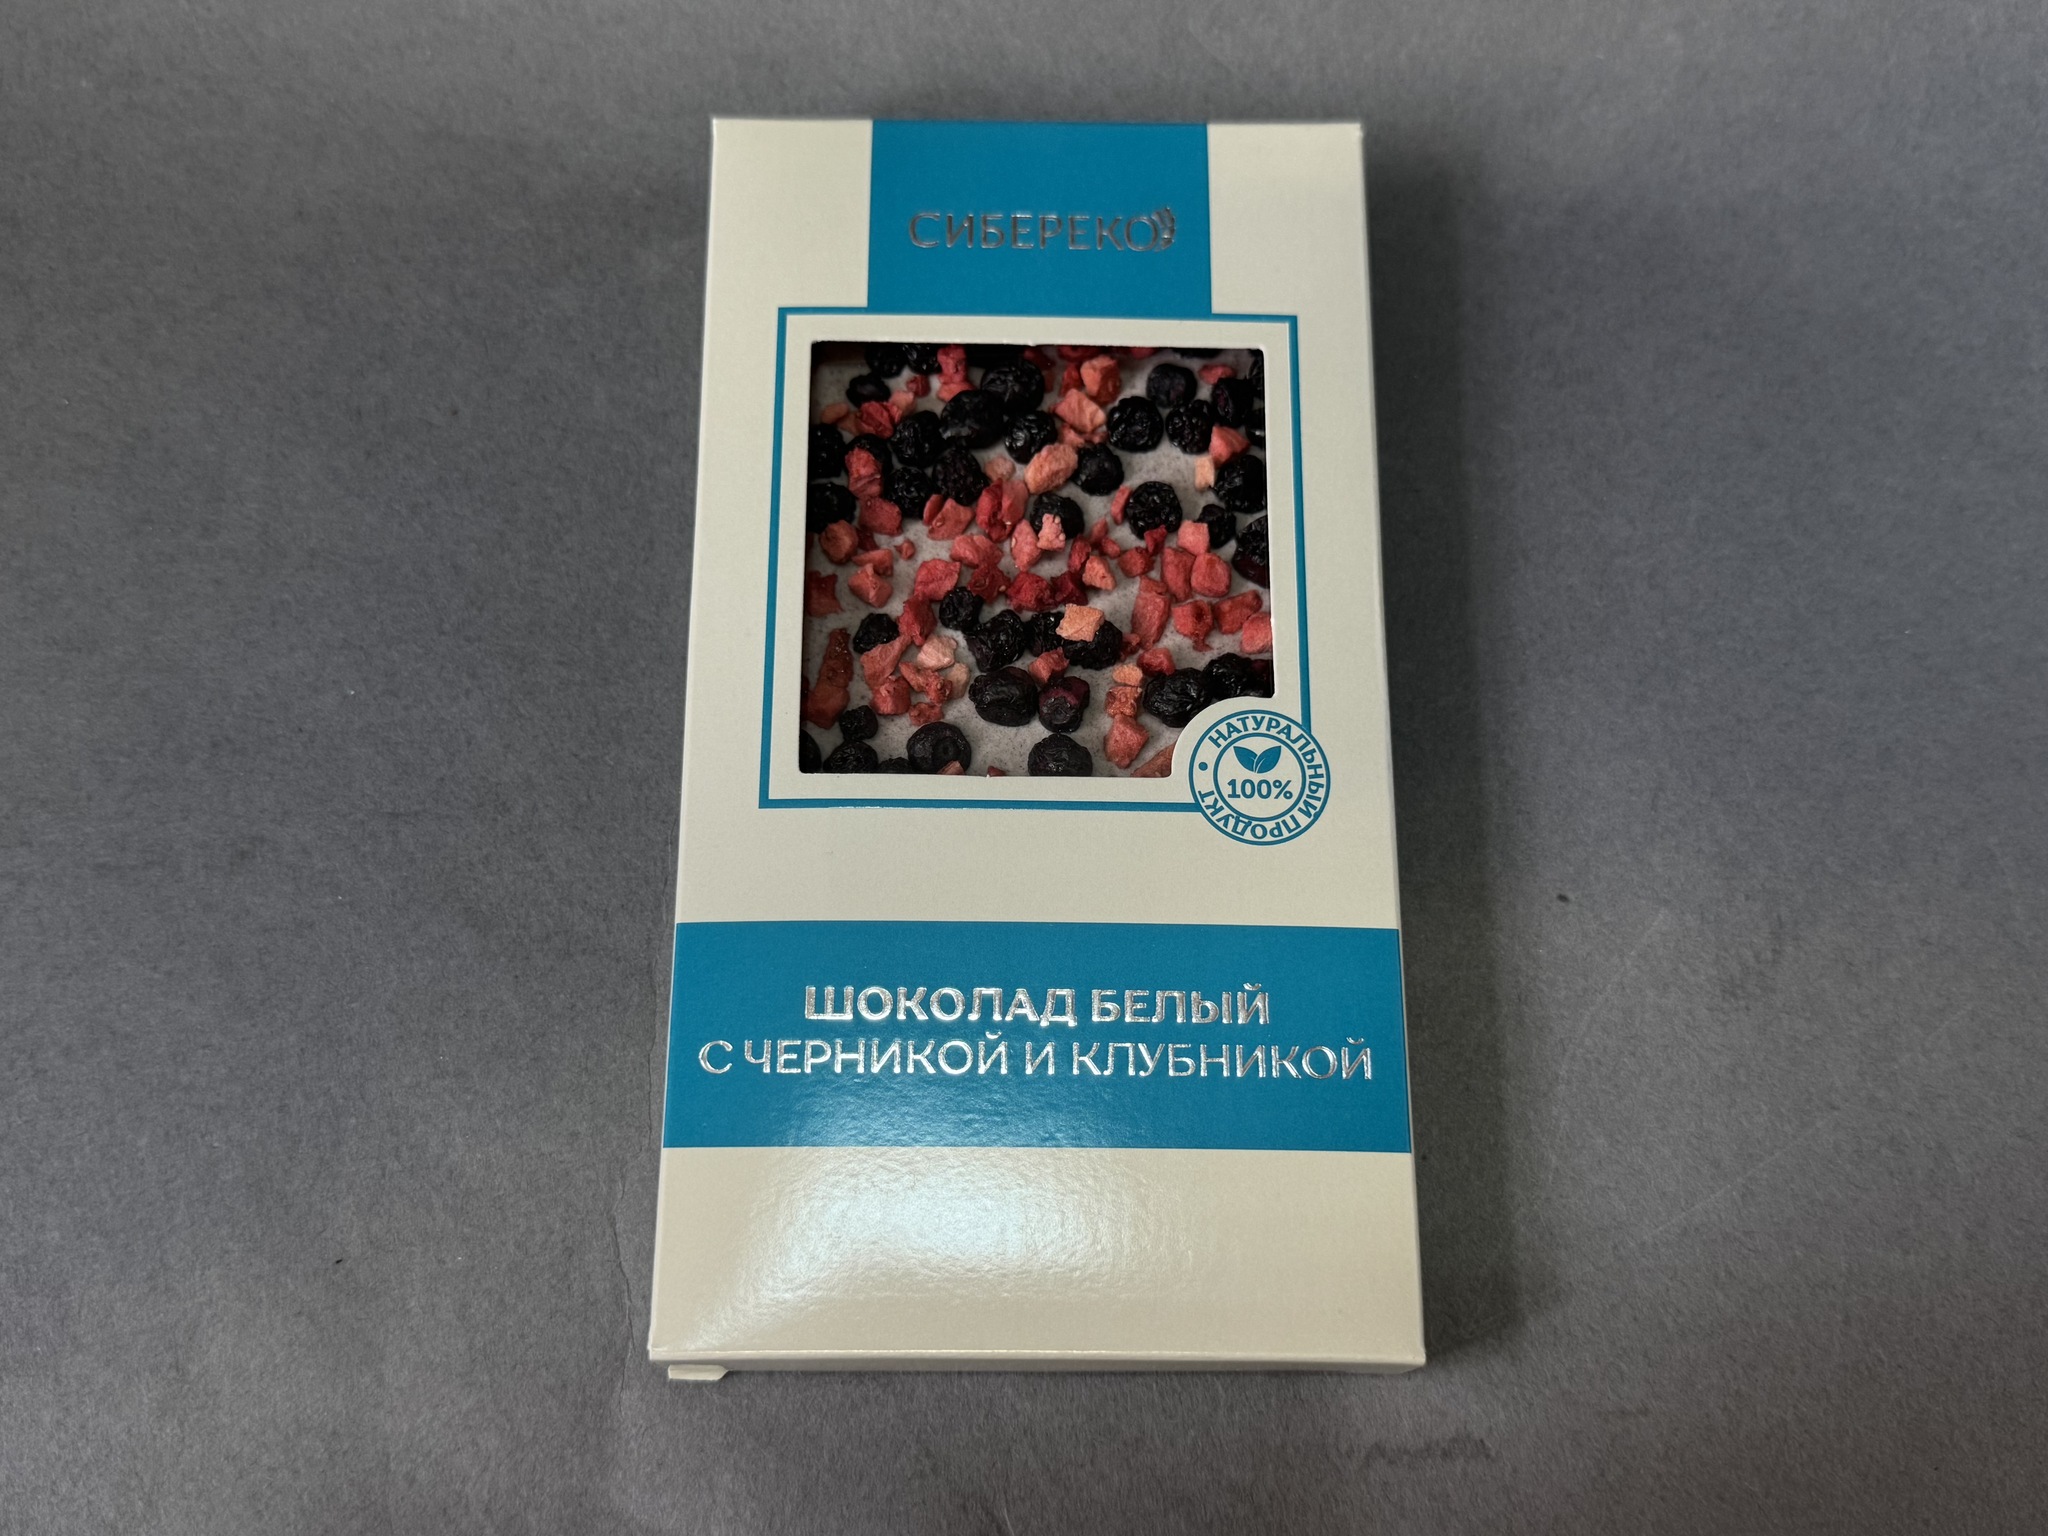 СИБЕРЕКО
НАТУРАЛЬНЫЙ ПРОДУКТ
100%
ШОКОЛАД БЕЛЫЙ
С ЧЕРНИКОЙ И КЛУБНИКОЙ